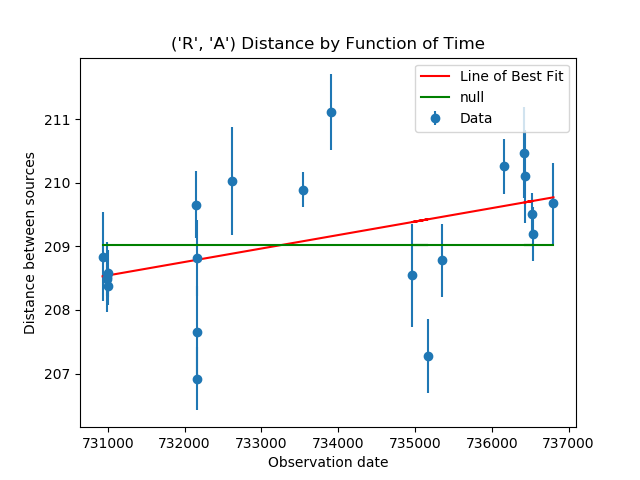 ('R', 'A') Distance by Function of Time
Line of Best Fit
null
Data
Distance between sources
211
210
209
208
207
731000 732000 733000 734000 735000 736000 737000
Observation date